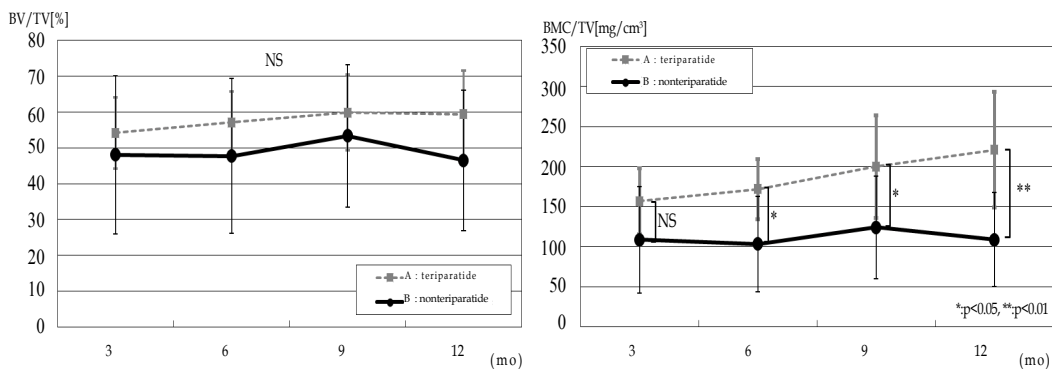 BV/TV[%]
80
70
60
50
40
30
20
10
0
NS
A : teriparatide
B : nonteriparatide
3
6
9
12
(mo)
BMC/TV[mg/cm³]
350
300
250
200
150
100
50
0
A : teriparatide
B : nonteriparatide
NS
*
*
**
*:p<0.05, **:p<0.01
3
6
9
12
(mo)